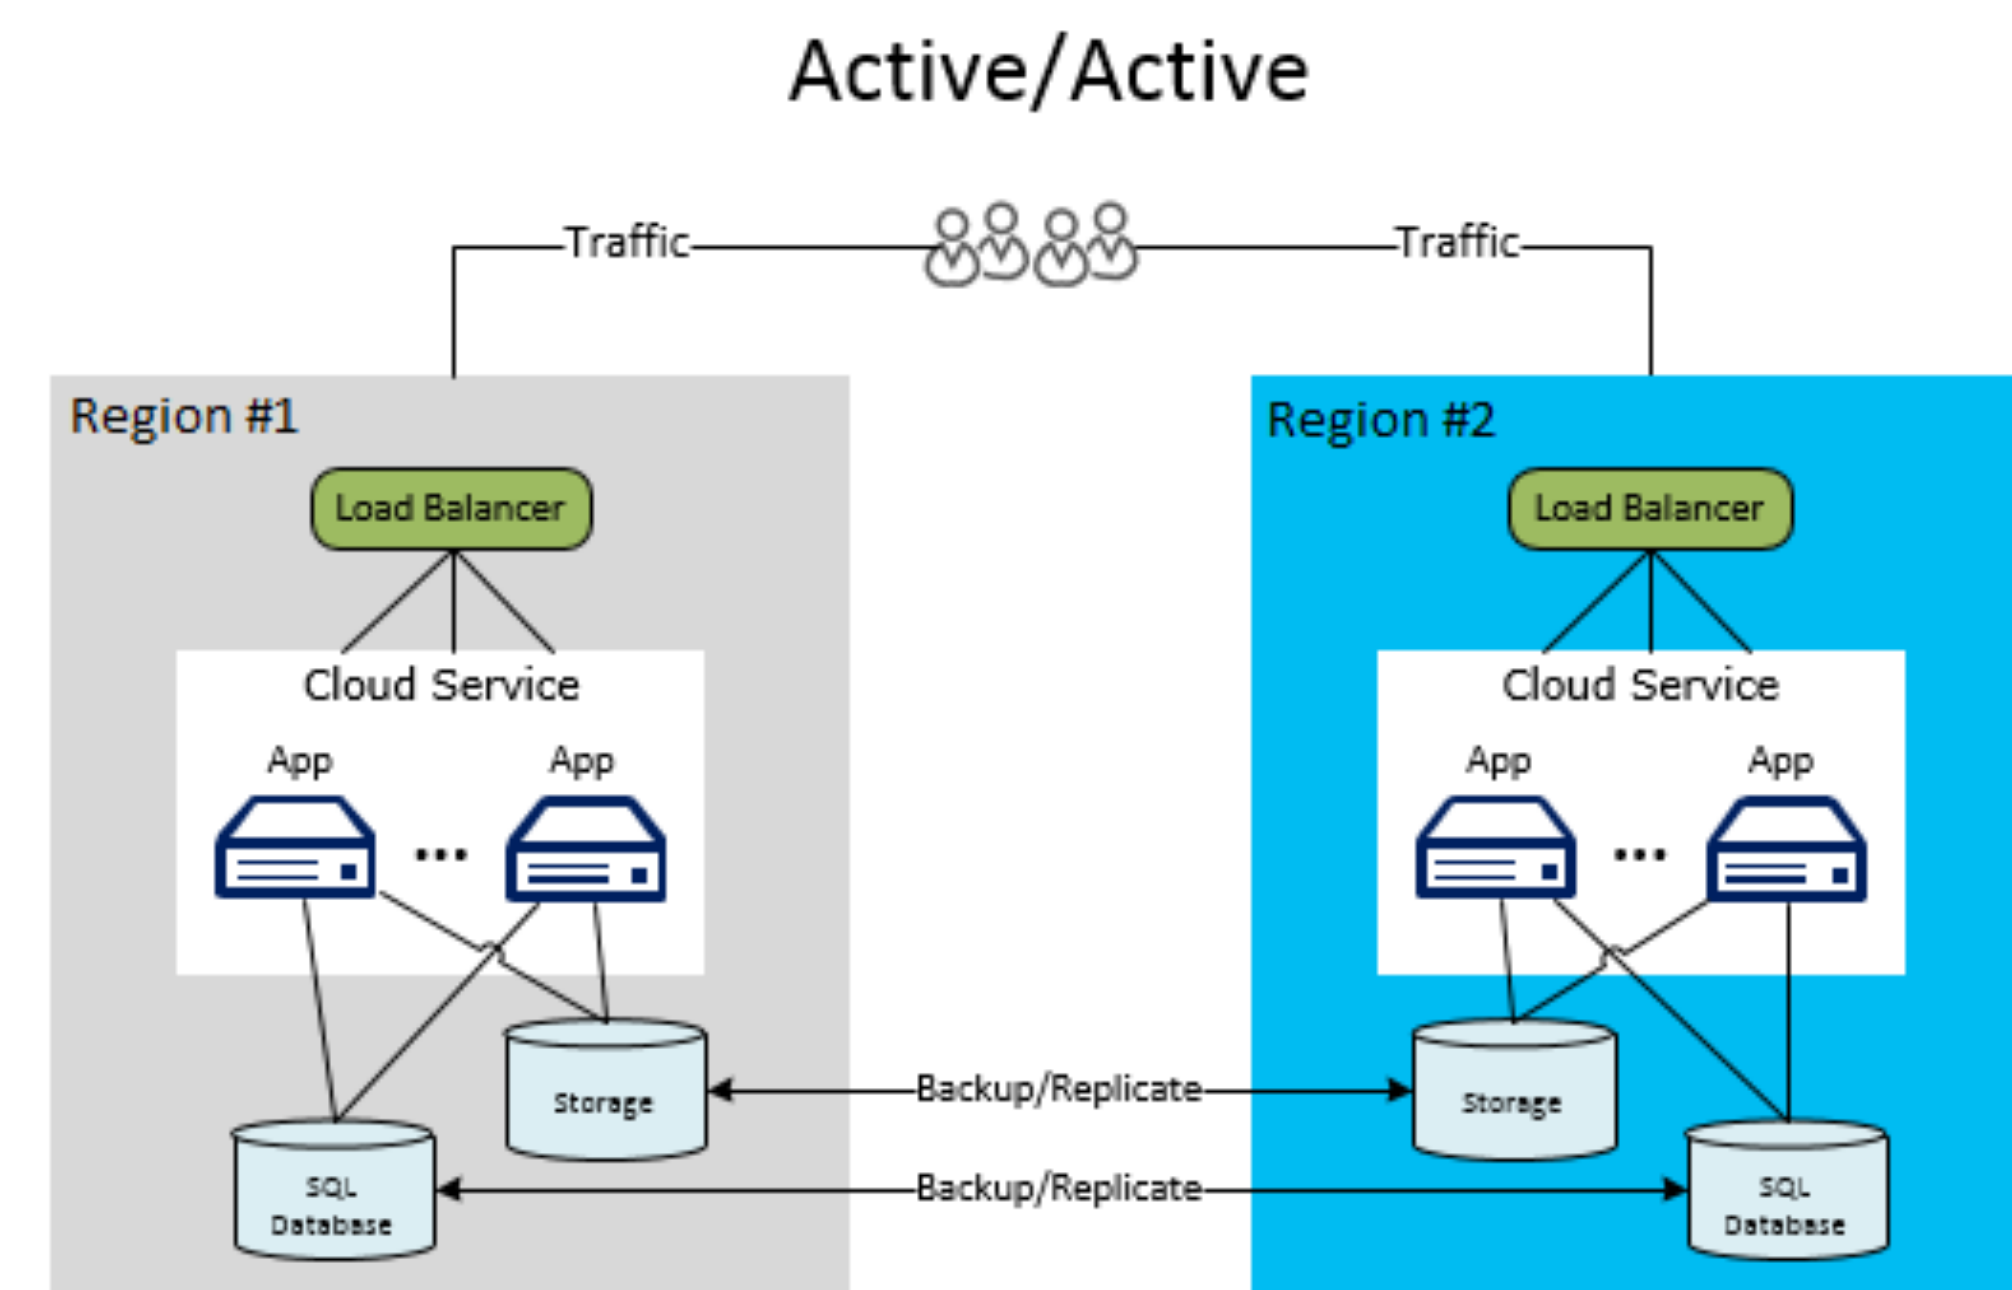 Active/Active
Traffic
Traffic
Region #1
Load Balancer
Cloud Service
App
App
...
Storage
SQL
Database
Region #2
Load Balancer
Cloud Service
App
App
...
Storage
SQL
Database
Backup/Replicate
Backup/Replicate